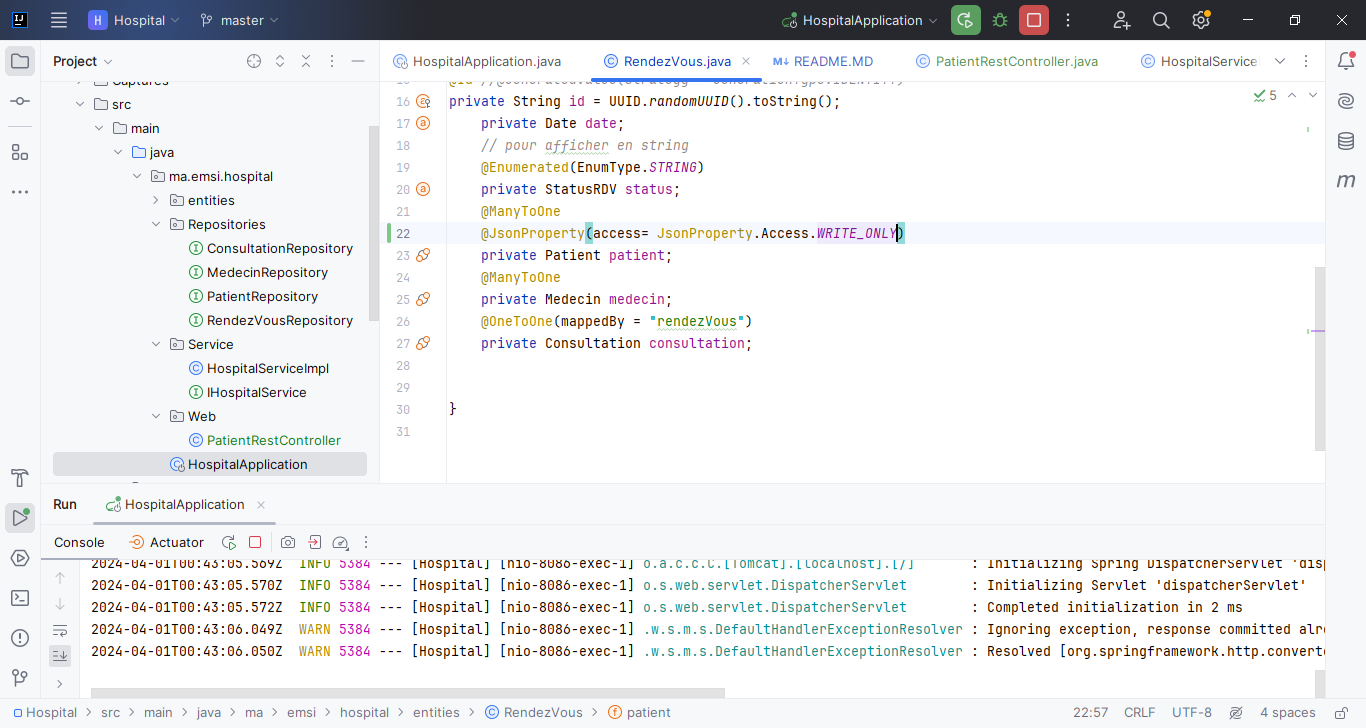 Hospital
master
HospitalApplication
Project
HospitalApplication.java
RendezVous.java
README.MD
PatientRestController.java
HospitalService
src
main
java
ma.emsi.hospital
entities
Repositories
ConsultationRepository
MedecinRepository
PatientRepository
RendezVousRepository
Service
HospitalServiceImpl
IHospitalService
Web
PatientRestController
HospitalApplication
5
16 private String id = UUID.randomUUID().toString();
17 private Date date;
18 // pour afficher en string
19 @Enumerated(EnumType.STRING)
20 private StatusRDV status;
21 @ManyToOne
22 @JsonProperty(access= JsonProperty.Access.WRITE_ONLY)
23 private Patient patient;
24 @ManyToOne
25 private Medecin medecin;
26 @OneToOne(mappedBy = "rendezVous")
27 private Consultation consultation;
28
29
30 }
31
Run
HospitalApplication
Console
Actuator
2024-04-01T00:43:05.569Z INFO 5384 --- [Hospital] [nio-8086-exec-1] o.a.c.c.C.[Tomcat].[localhost].[/] : Initializing Spring DispatcherServlet 'disp
2024-04-01T00:43:05.570Z INFO 5384 --- [Hospital] [nio-8086-exec-1] o.s.web.servlet.DispatcherServlet : Initializing Servlet 'dispatcherServlet'
2024-04-01T00:43:05.572Z INFO 5384 --- [Hospital] [nio-8086-exec-1] o.s.web.servlet.DispatcherServlet : Completed initialization in 2 ms
2024-04-01T00:43:06.049Z WARN 5384 --- [Hospital] [nio-8086-exec-1] .w.s.m.s.DefaultHandlerExceptionResolver : Ignoring exception, response committed alre
2024-04-01T00:43:06.050Z WARN 5384 --- [Hospital] [nio-8086-exec-1] .w.s.m.s.DefaultHandlerExceptionResolver : Resolved [org.springframework.http.converte
Hospital > src > main > java > ma > emsi > hospital > entities > RendezVous > patient
22:57 CRLF UTF-8 4 spaces